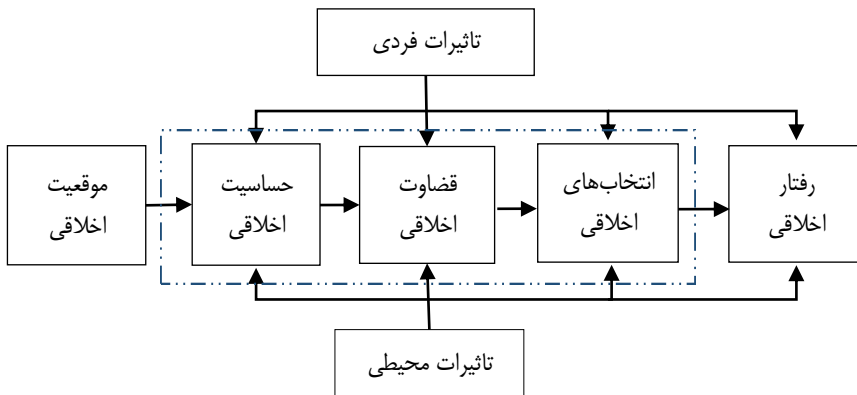 تاثیرات فردی
موقعیت
اخلاقی
حساسیت
اخلاقی
قضاوت
اخلاقی
انتخاب‌های
اخلاقی
رفتار
اخلاقی
تاثیرات محیطی